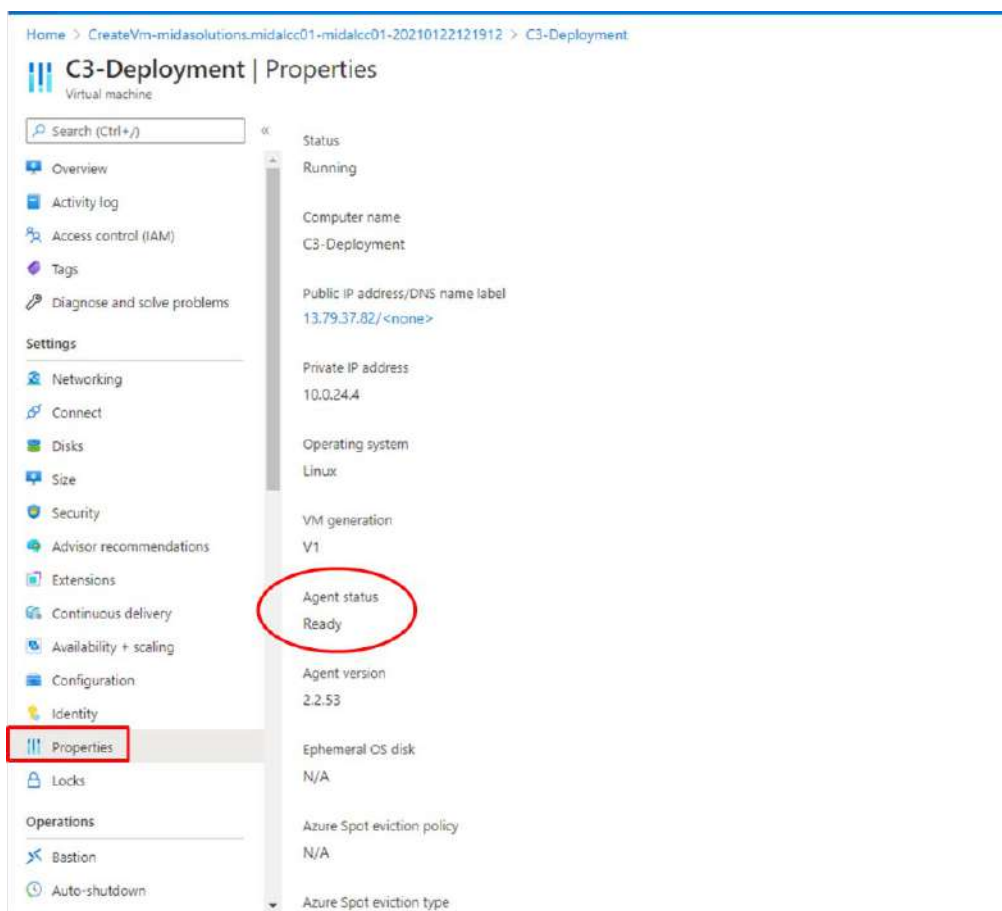 Home > CreateVm-midasolutions.midalcc01-midalcc01-20210122121912 > C3-Deployment
C3-Deployment | Properties
Virtual machine
Search (Ctrl+/)
«
Overview
Activity log
Access control (IAM)
Tags
Diagnose and solve problems
Settings
Networking
Connect
Disks
Size
Security
Advisor recommendations
Extensions
Continuous delivery
Availability + scaling
Configuration
Identity
Properties
Locks
Operations
Bastion
Auto-shutdown
Status
Running
Computer name
C3-Deployment
Public IP address/DNS name label
13.79.37.82/<none>
Private IP address
10.0.24.4
Operating system
Linux
VM generation
V1
Agent status
Ready
Agent version
2.2.53
Ephemeral OS disk
N/A
Azure Spot eviction policy
N/A
Azure Spot eviction type